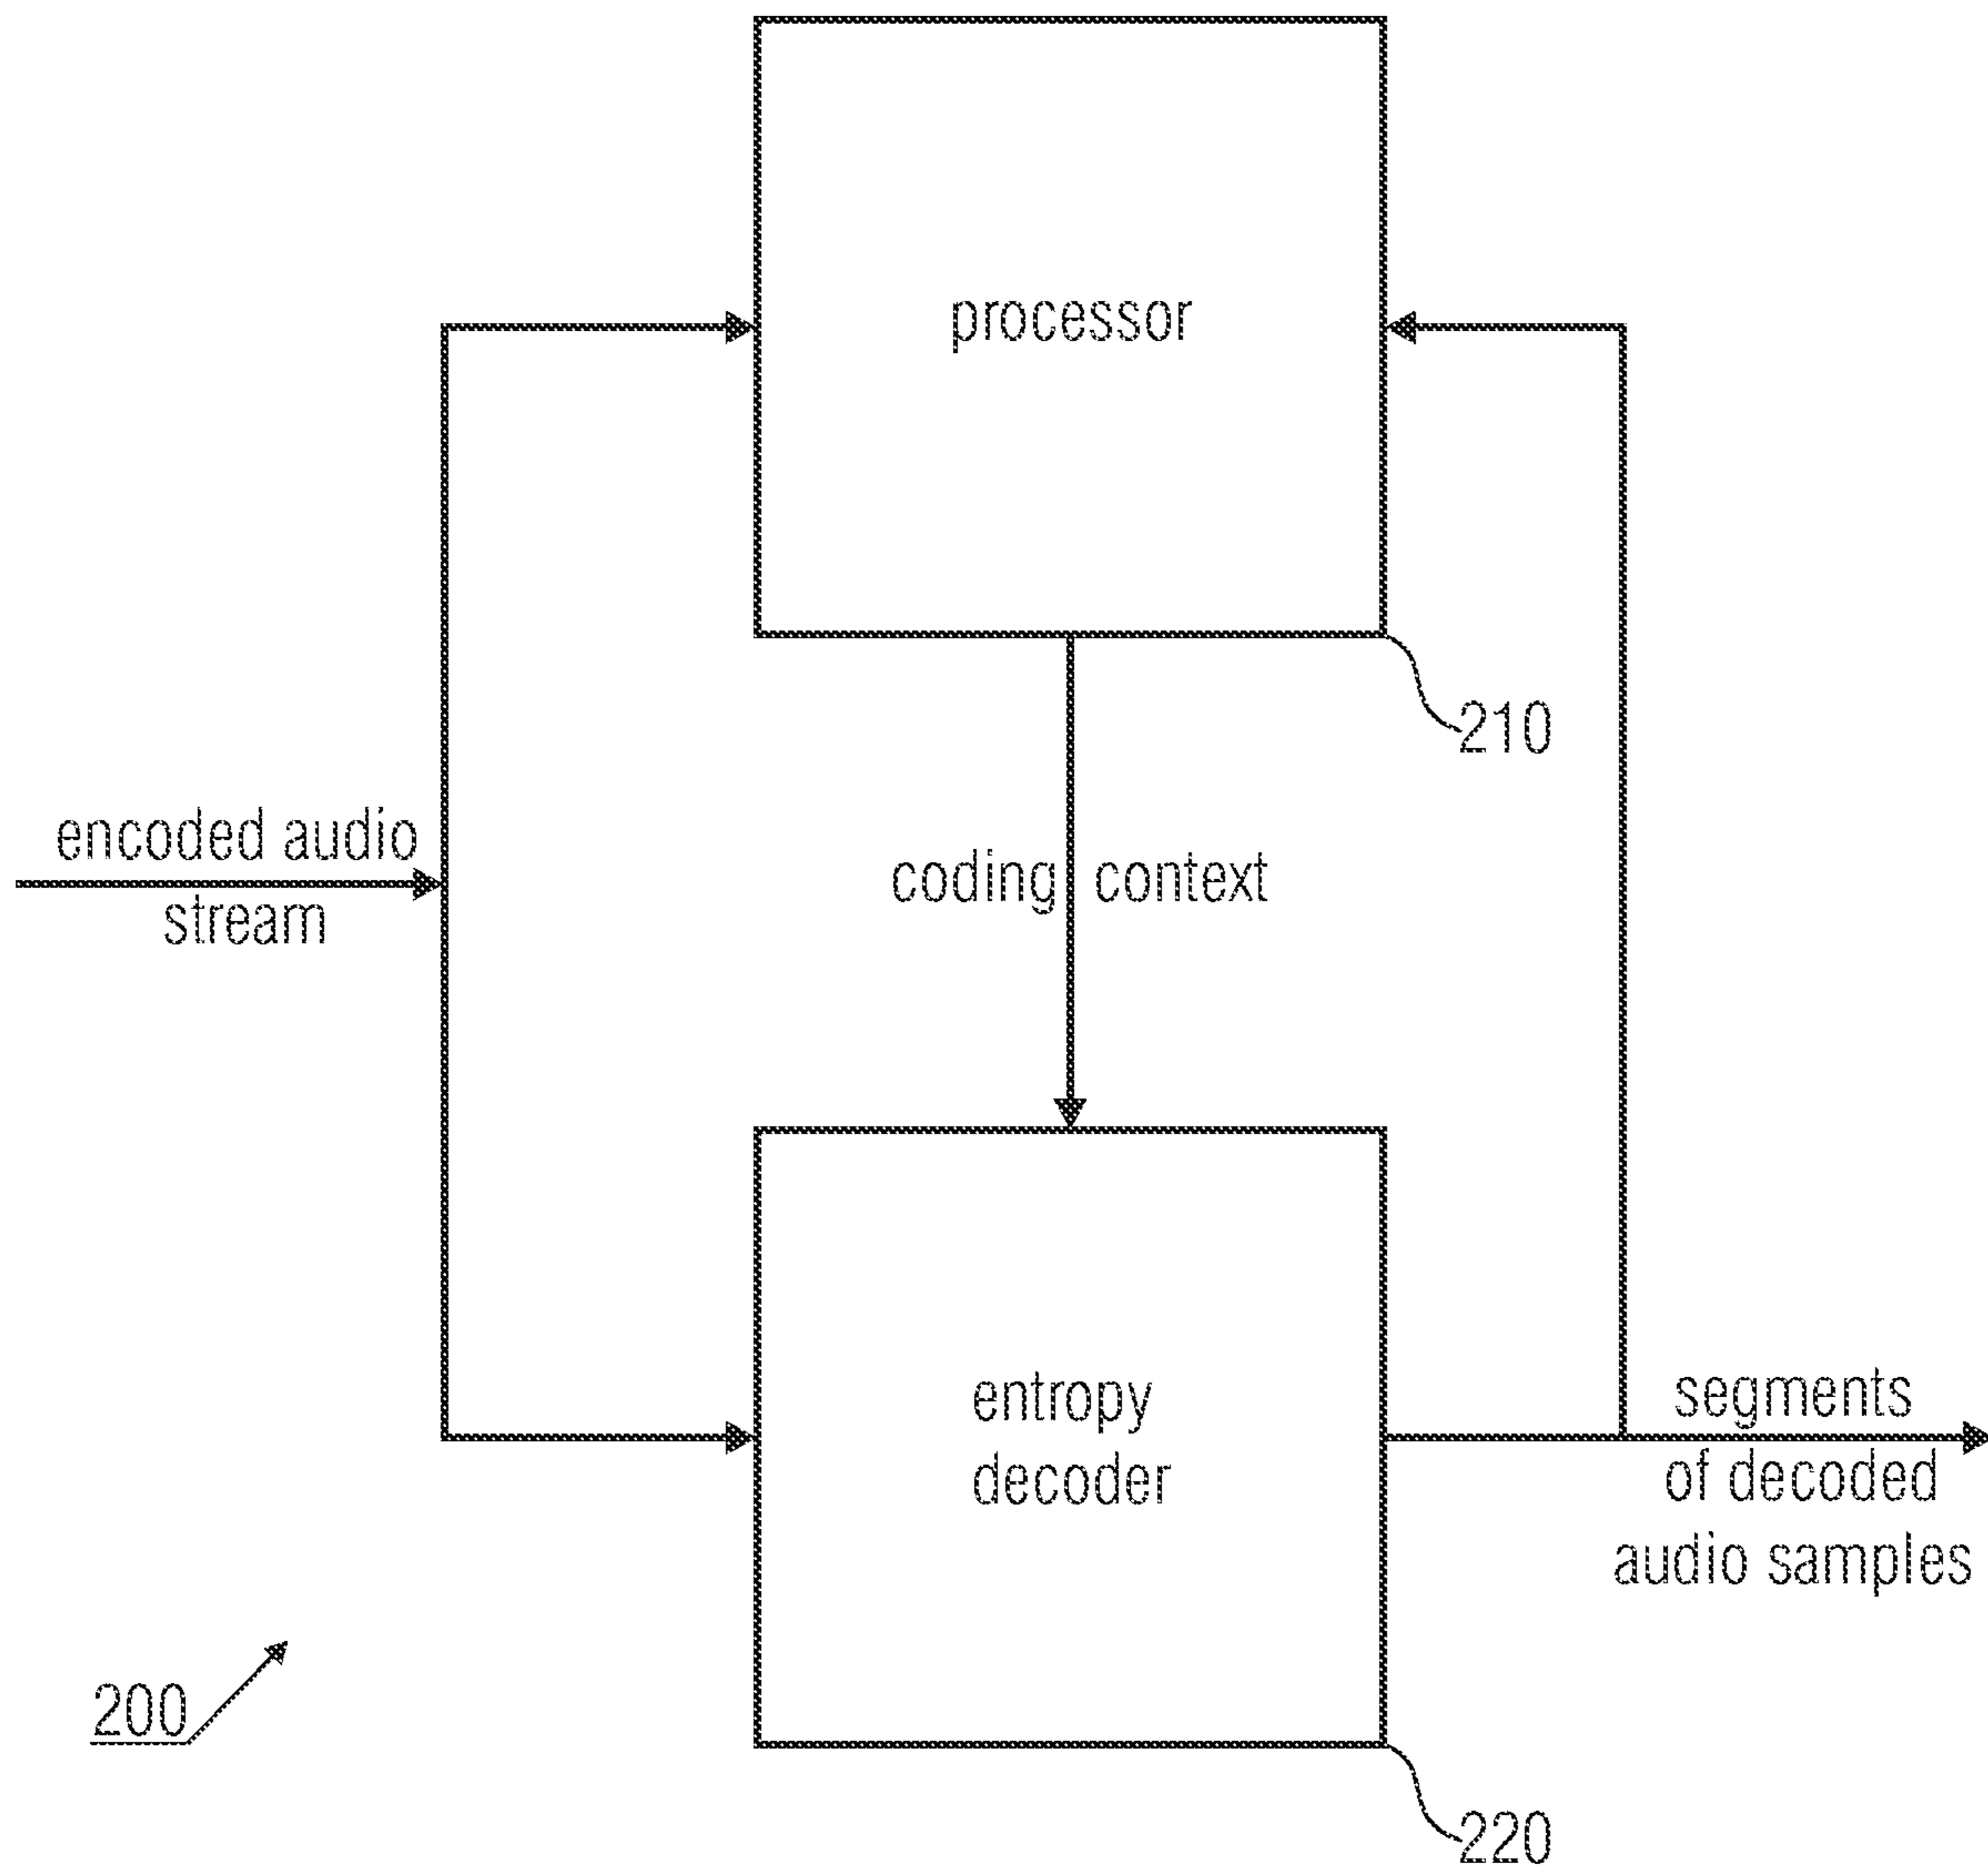 processor
210
encoded audio
stream
coding context
entropy
decoder
segments
of decoded
audio samples
200
220